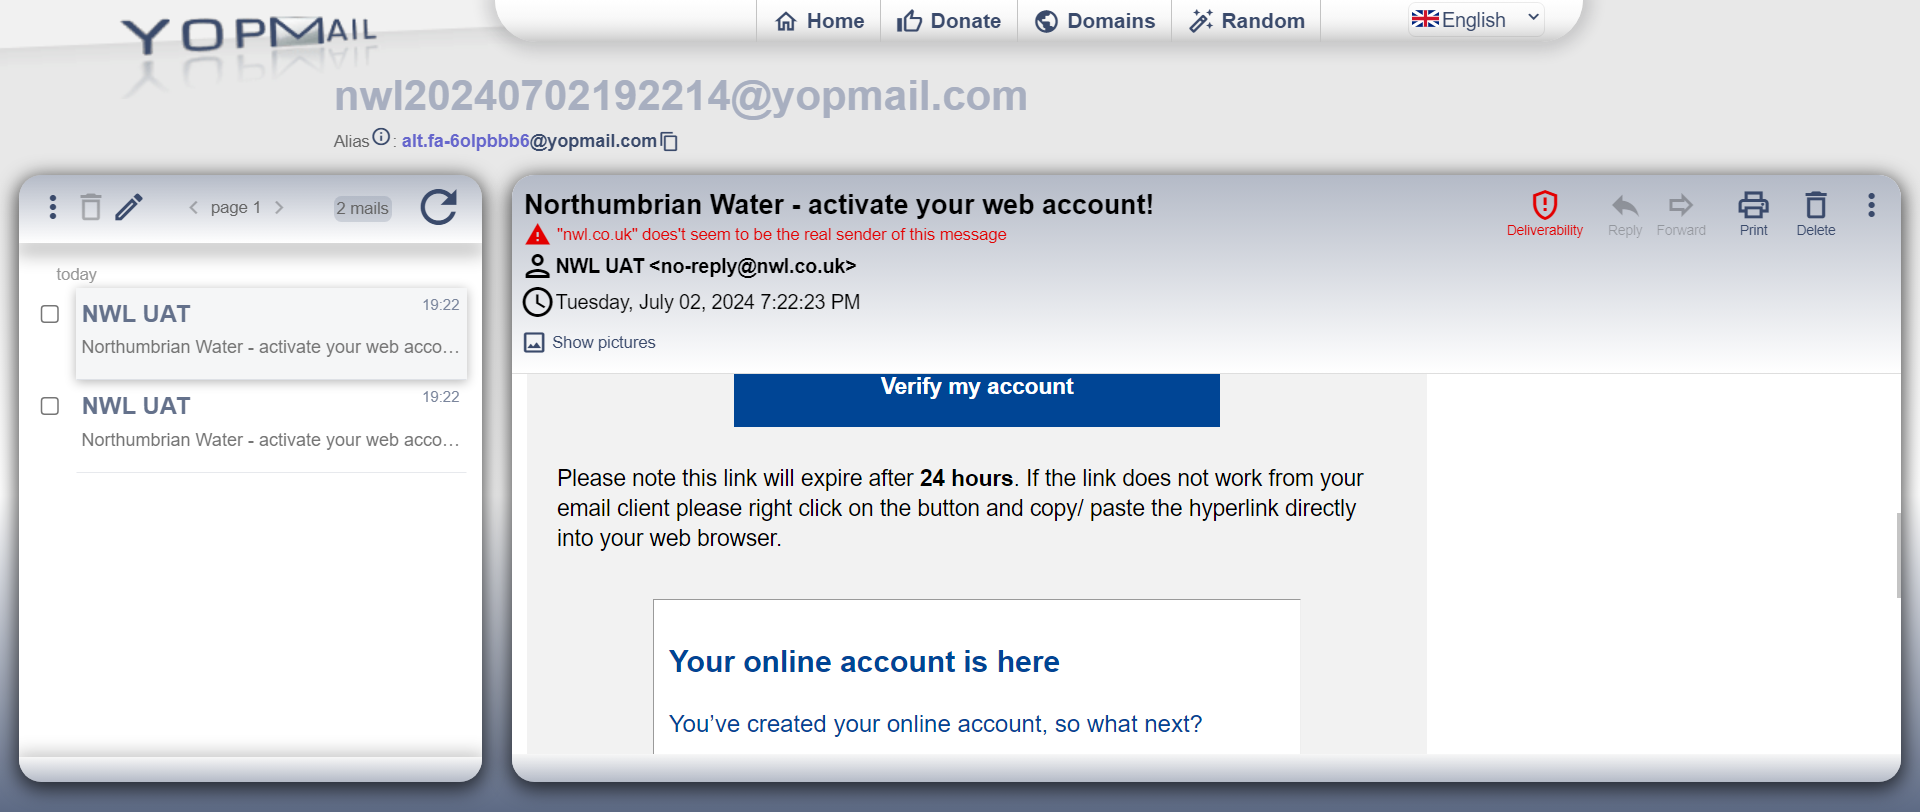 YOPMAIL
Home
Donate
Domains
Random
English
nwl20240702192214@yopmail.com
Alias : alt.fa-6olpbbb6@yopmail.com
page 1
2 mails
today
NWL UAT
19:22
Northumbrian Water - activate your web acco…
NWL UAT
19:22
Northumbrian Water - activate your web acco…
Northumbrian Water - activate your web account!
"nwl.co.uk" does't seem to be the real sender of this message
NWL UAT <no-reply@nwl.co.uk>
Tuesday, July 02, 2024 7:22:23 PM
Show pictures
Deliverability
Reply
Forward
Print
Delete
Verify my account
Please note this link will expire after 24 hours. If the link does not work from your
email client please right click on the button and copy/ paste the hyperlink directly
into your web browser.
Your online account is here
You’ve created your online account, so what next?